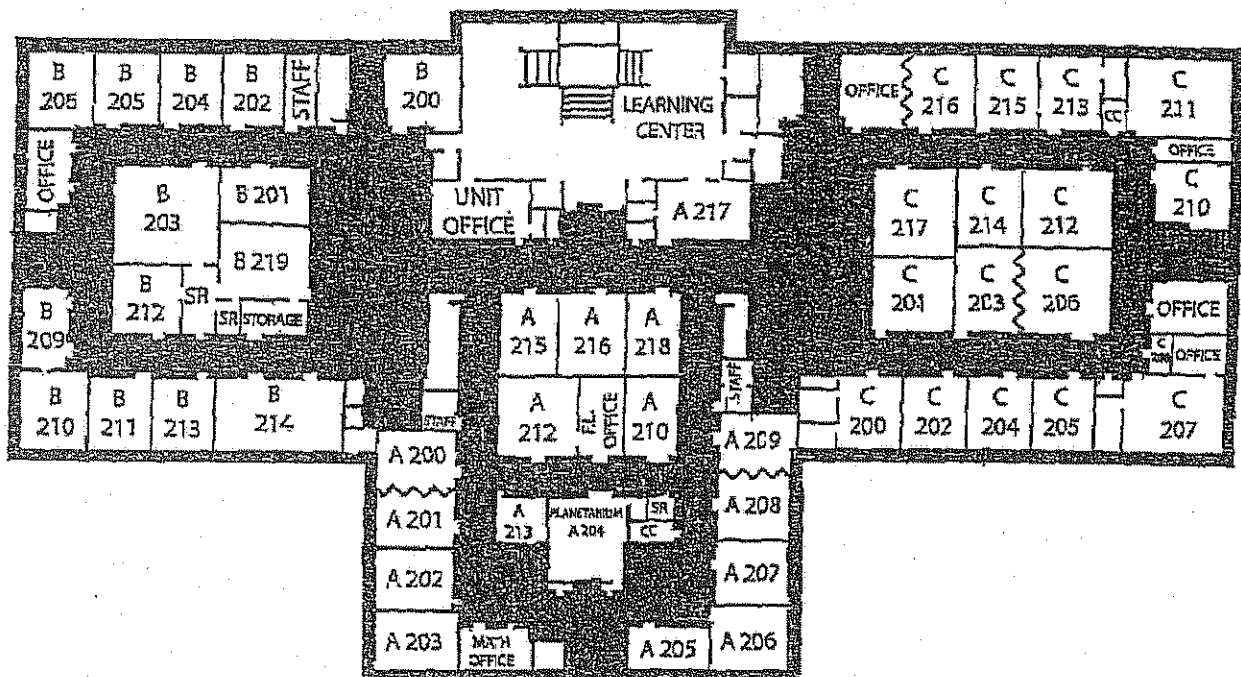 B
206
B
205
B
204
B
202
STAFF
B
200
LEARNING
CENTER
OFFICE
C
216
C
215
C
213
CC
C
211
OFFICE
B
203
B 201
UNIT
OFFICE
A 217
C
217
C
214
C
212
OFFICE
C
210
B
212
SR
B 219
SR
STORAGE
C
201
C
203
C
206
OFFICE
B
209
A
215
A
216
A
218
C
OFFICE
B
210
B
211
B
213
B
214
STAFF
A
212
F.L.
OFFICE
A
210
STAFF
C
200
C
202
C
204
C
205
C
207
A 200
A 209
A 201
A
213
PLANETARIUM
A 204
SR
CC
A 208
A 202
A 207
A 203
MATH
OFFICE
A 205
A 206